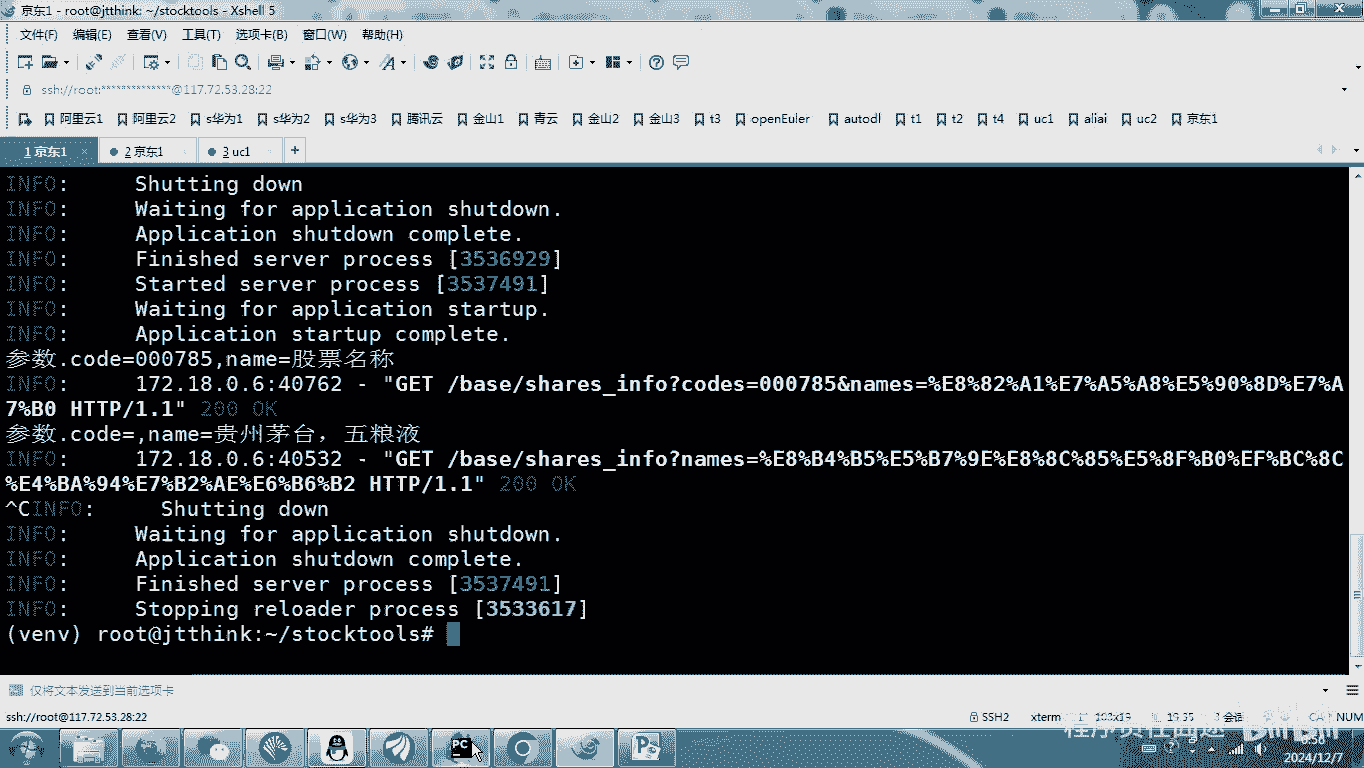 京东1 - root@jtthink: ~/stocktools - Xshell 5
文件(F) 编辑(E) 查看(V) 工具(T) 选项卡(B) 窗口(W) 帮助(H)
ssh://root:**************@117.72.53.28:22
阿里云1 阿里云2 s华为1 s华为2 s华为3 腾讯云 金山1 青云 金山2 金山3 t3 openEuler autodl t1 t2 t4 uc1 aliai uc2 京东1
1 京东1 × 2 京东1 3 uc1 +
INFO: Shutting down
INFO: Waiting for application shutdown.
INFO: Application shutdown complete.
INFO: Finished server process [3536929]
INFO: Started server process [3537491]
INFO: Waiting for application startup.
INFO: Application startup complete.
参数.code=000785,name=股票名称
INFO: 172.18.0.6:40762 - "GET /base/shares_info?codes=000785&names=%E8%82%A1%E7%A5%A8%E5%90%8D%E7%A
7%B0 HTTP/1.1" 200 OK
参数.code=,name=贵州茅台，五粮液
INFO: 172.18.0.6:40532 - "GET /base/shares_info?names=%E8%B4%B5%E5%B7%9E%E8%8C%85%E5%8F%B0%EF%BC%8C
%E4%BA%94%E7%B2%AE%E6%B6%B2 HTTP/1.1" 200 OK
^CINFO: Shutting down
INFO: Waiting for application shutdown.
INFO: Application shutdown complete.
INFO: Finished server process [3537491]
INFO: Stopping reloader process [3533617]
(venv) root@jtthink:~/stocktools#
仅将文本发送到当前选项卡
ssh://root@117.72.53.28:22 SSH2 xterm NUM
2024/12/7